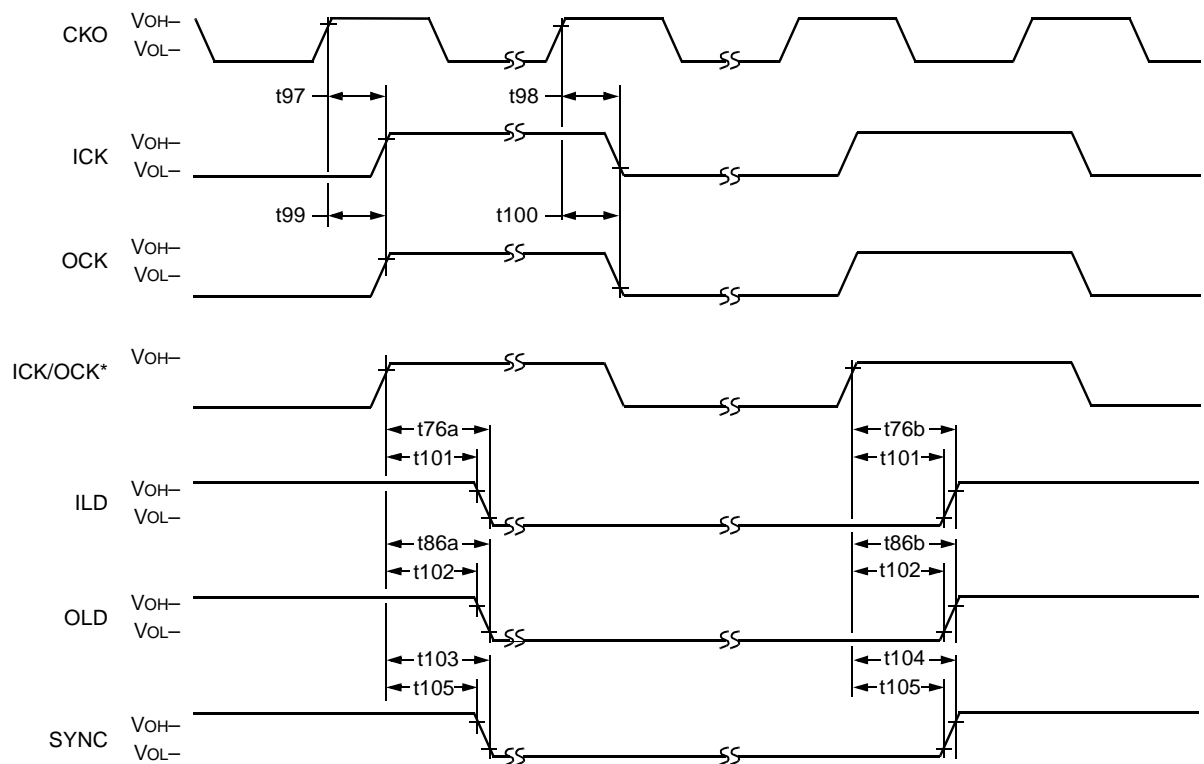 CKO VOH–
VOL–
t97 t98
ICK VOH–
VOL–
t99 t100
OCK VOH–
VOL–
ICK/OCK* VOH–
t76a t76b
t101 t101
ILD VOH–
VOL–
t86a t86b
t102 t102
OLD VOH–
VOL–
t103 t104
t105 t105
SYNC VOH–
VOL–